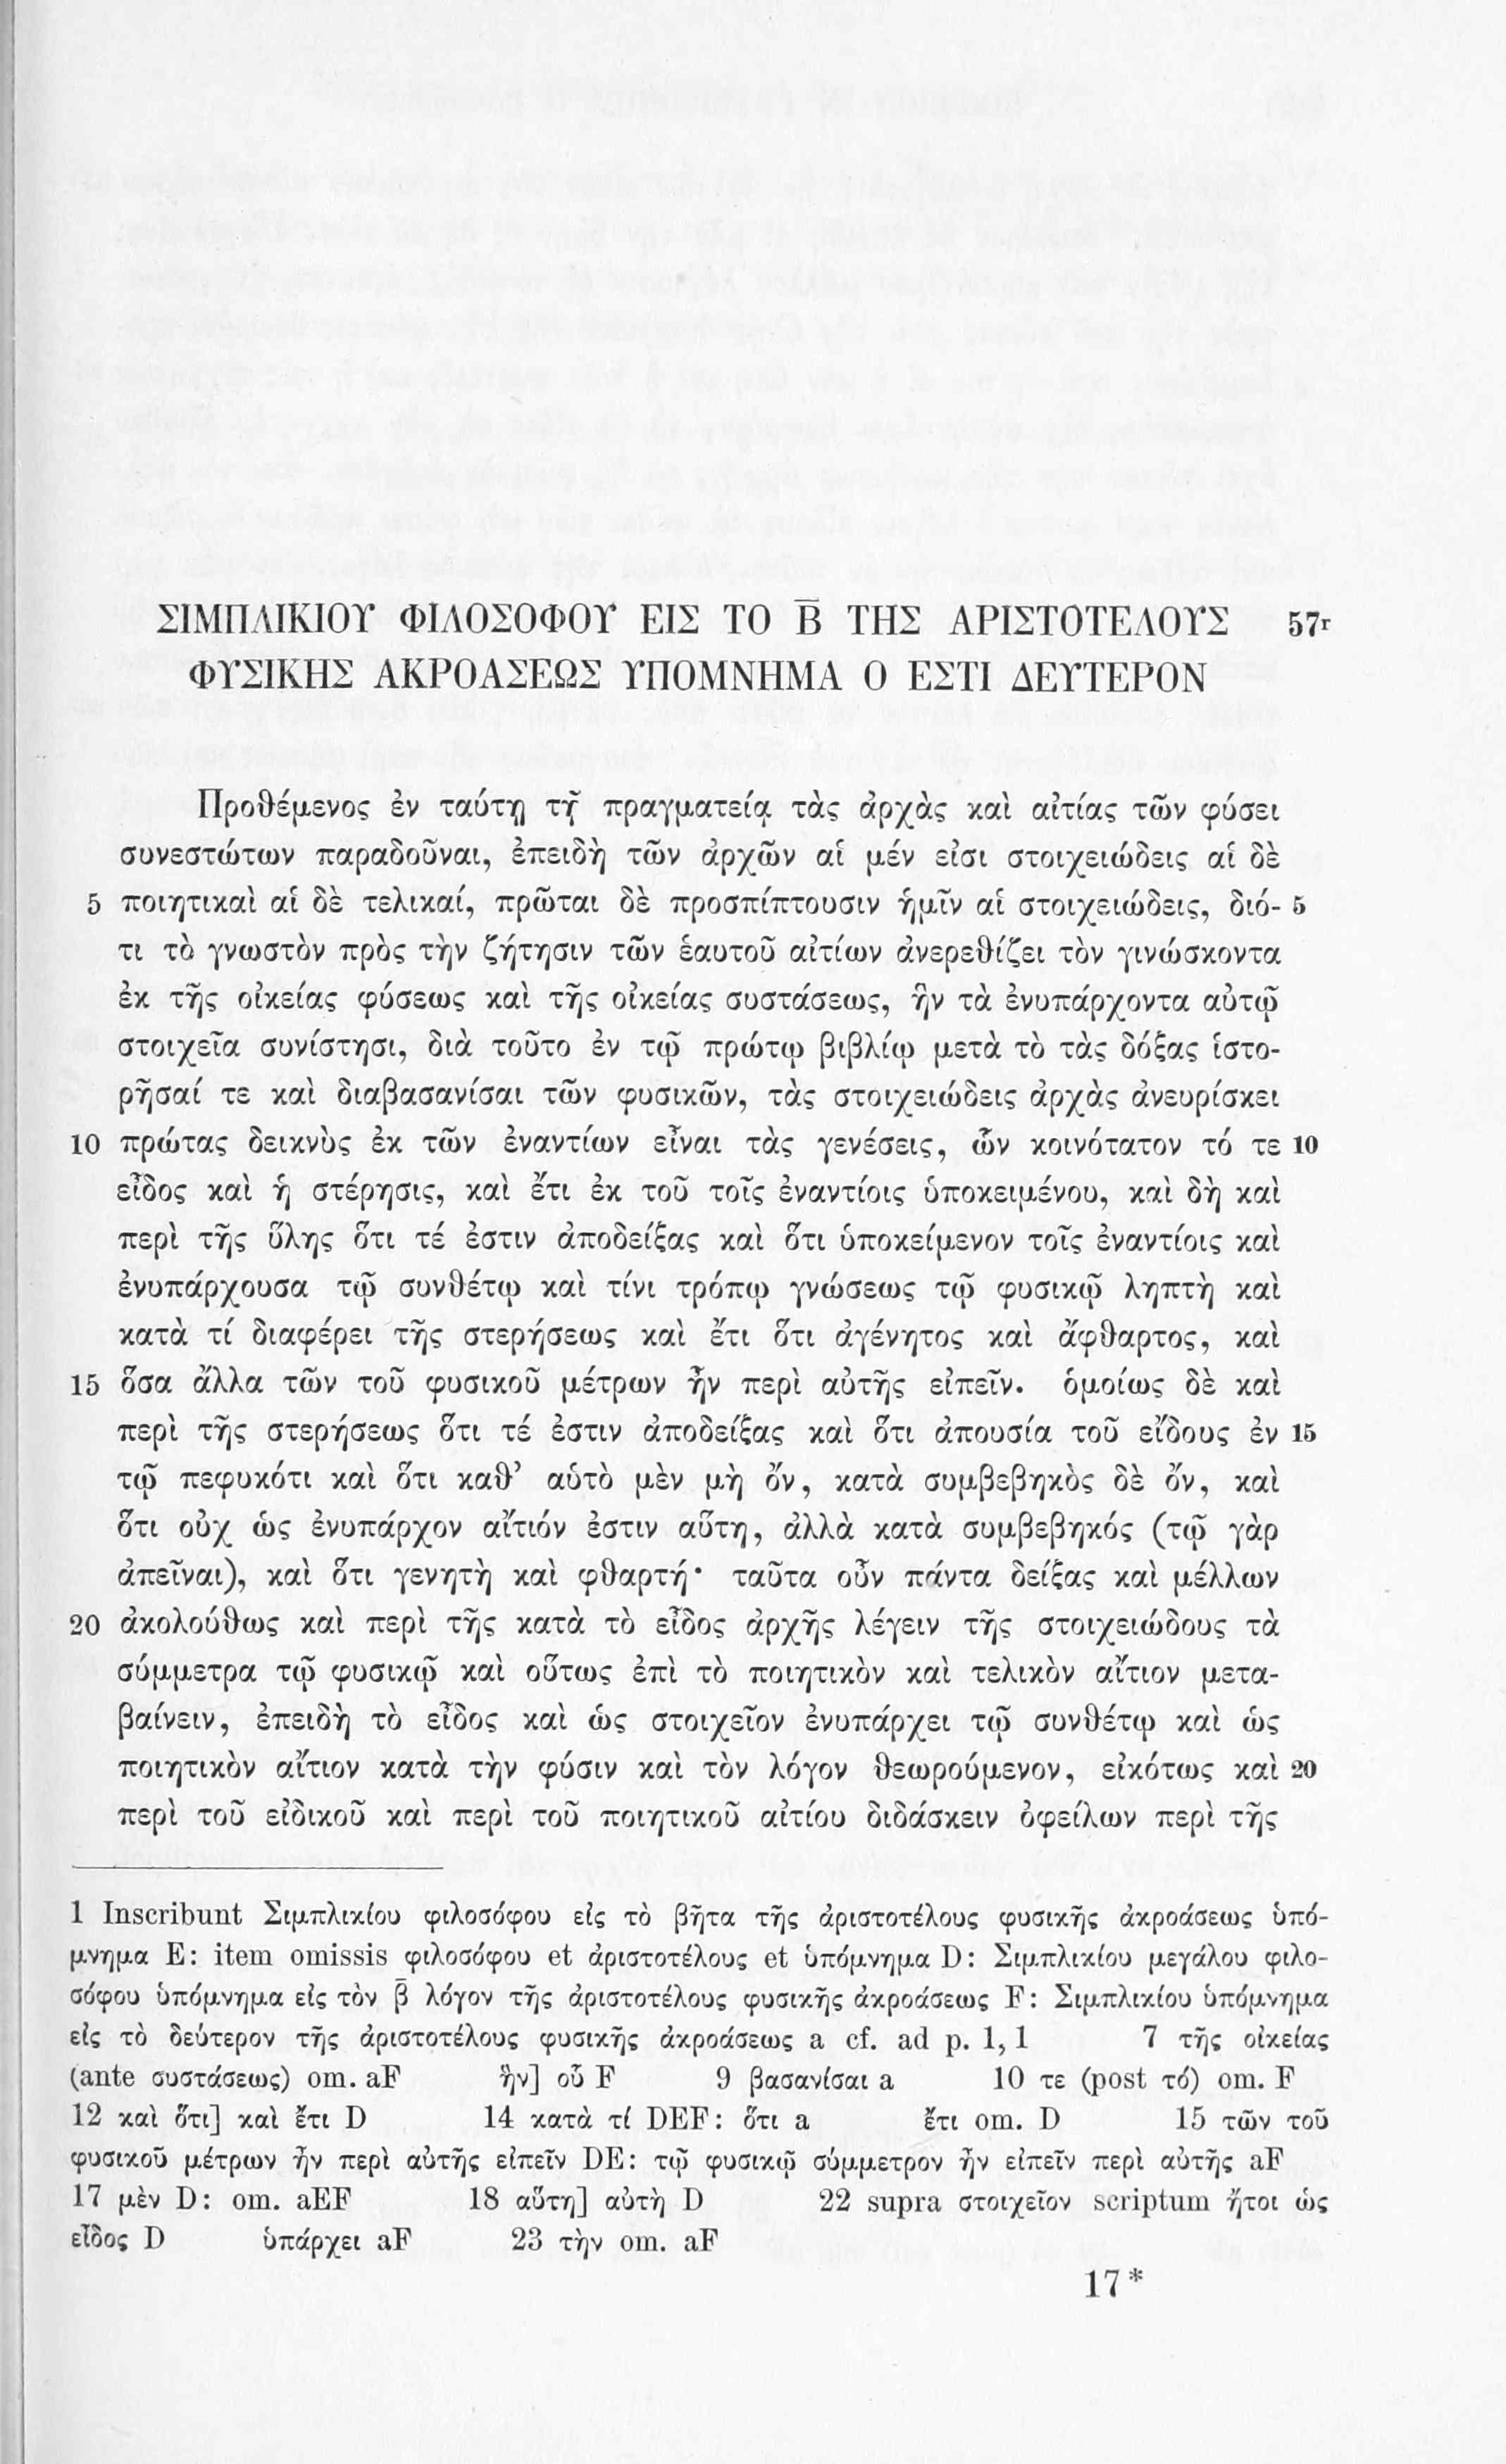 ΣΙΜΠΛΙΚΙΟΥ ΦΙΛΟΣΟΦΟΥ ΕΙΣ ΤΟ Β̅ ΤΗΣ ΑΡΙΣΤΟΤΕΛΟΥΣ 57r
ΦΥΣΙΚΗΣ ΑΚΡΟΑΣΕΩΣ ΥΠΟΜΝΗΜΑ Ο ΕΣΤΙ ΔΕΥΤΕΡΟΝ
Προθέμενος ἐν ταύτῃ τῇ πραγματείᾳ τὰς ἀρχὰς καὶ αἰτίας τῶν φύσει
συνεστώτων παραδοῦναι, ἐπειδὴ τῶν ἀρχῶν αἱ μέν εἰσι στοιχειώδεις αἱ δὲ
5 ποιητικαὶ αἱ δὲ τελικαί, πρῶται δὲ προσπίπτουσιν ἡμῖν αἱ στοιχειώδεις, διό- 5
τι τὸ γνωστὸν πρὸς τὴν ζήτησιν τῶν ἑαυτοῦ αἰτίων ἀνερεθίζει τὸν γινώσκοντα
ἐκ τῆς οἰκείας φύσεως καὶ τῆς οἰκείας συστάσεως, ἣν τὰ ἐνυπάρχοντα αὐτῷ
στοιχεῖα συνίστησι, διὰ τοῦτο ἐν τῷ πρώτῳ βιβλίῳ μετὰ τὸ τὰς δόξας ἱστο-
ρῆσαί τε καὶ διαβασανίσαι τῶν φυσικῶν, τὰς στοιχειώδεις ἀρχὰς ἀνευρίσκει
10 πρώτας δεικνὺς ἐκ τῶν ἐναντίων εἶναι τὰς γενέσεις, ὧν κοινότατον τό τε 10
εἶδος καὶ ἡ στέρησις, καὶ ἔτι ἐκ τοῦ τοῖς ἐναντίοις ὑποκειμένου, καὶ δὴ καὶ
περὶ τῆς ὕλης ὅτι τέ ἐστιν ἀποδείξας καὶ ὅτι ὑποκείμενον τοῖς ἐναντίοις καὶ
ἐνυπάρχουσα τῷ συνθέτῳ καὶ τίνι τρόπῳ γνώσεως τῷ φυσικῷ ληπτὴ καὶ
κατὰ τί διαφέρει τῆς στερήσεως καὶ ἔτι ὅτι ἀγένητος καὶ ἄφθαρτος, καὶ
15 ὅσα ἄλλα τῶν τοῦ φυσικοῦ μέτρων ἦν περὶ αὐτῆς εἰπεῖν. ὁμοίως δὲ καὶ
περὶ τῆς στερήσεως ὅτι τέ ἐστιν ἀποδείξας καὶ ὅτι ἀπουσία τοῦ εἴδους ἐν 15
τῷ πεφυκότι καὶ ὅτι καθ’ αὑτὸ μὲν μὴ ὄν, κατὰ συμβεβηκὸς δὲ ὄν, καὶ
ὅτι οὐχ ὡς ἐνυπάρχον αἴτιόν ἐστιν αὕτη, ἀλλὰ κατὰ συμβεβηκός (τῷ γὰρ
ἀπεῖναι), καὶ ὅτι γενητὴ καὶ φθαρτή· ταῦτα οὖν πάντα δείξας καὶ μέλλων
20 ἀκολούθως καὶ περὶ τῆς κατὰ τὸ εἶδος ἀρχῆς λέγειν τῆς στοιχειώδους τὰ
σύμμετρα τῷ φυσικῷ καὶ οὕτως ἐπὶ τὸ ποιητικὸν καὶ τελικὸν αἴτιον μετα-
βαίνειν, ἐπειδὴ τὸ εἶδος καὶ ὡς στοιχεῖον ἐνυπάρχει τῷ συνθέτῳ καὶ ὡς
ποιητικὸν αἴτιον κατὰ τὴν φύσιν καὶ τὸν λόγον θεωρούμενον, εἰκότως καὶ 20
περὶ τοῦ εἰδικοῦ καὶ περὶ τοῦ ποιητικοῦ αἰτίου διδάσκειν ὀφείλων περὶ τῆς
1 Inscribunt Σιμπλικίου φιλοσόφου εἰς τὸ βῆτα τῆς ἀριστοτέλους φυσικῆς ἀκροάσεως ὑπό-
μνημα E: item omissis φιλοσόφου et ἀριστοτέλους et ὑπόμνημα D: Σιμπλικίου μεγάλου φιλο-
σόφου ὑπόμνημα εἰς τὸν β̅ λόγον τῆς ἀριστοτέλους φυσικῆς ἀκροάσεως F: Σιμπλικίου ὑπόμνημα
εἰς τὸ δεύτερον τῆς ἀριστοτέλους φυσικῆς ἀκροάσεως a cf. ad p. 1, 1 7 τῆς οἰκείας
(ante συστάσεως) om. aF ἣν] οὗ F 9 βασανίσαι a 10 τε (post τό) om. F
12 καὶ ὅτι] καὶ ἔτι D 14 κατὰ τί DEF: ὅτι a ἔτι om. D 15 τῶν τοῦ
φυσικοῦ μέτρων ἦν περὶ αὐτῆς εἰπεῖν DE: τῷ φυσικῷ σύμμετρον ἦν εἰπεῖν περὶ αὐτῆς aF
17 μὲν D: om. aEF 18 αὕτη] αὐτὴ D 22 supra στοιχεῖον scriptum ἤτοι ὡς
εἶδος D ὑπάρχει aF 23 τὴν om. aF
17*